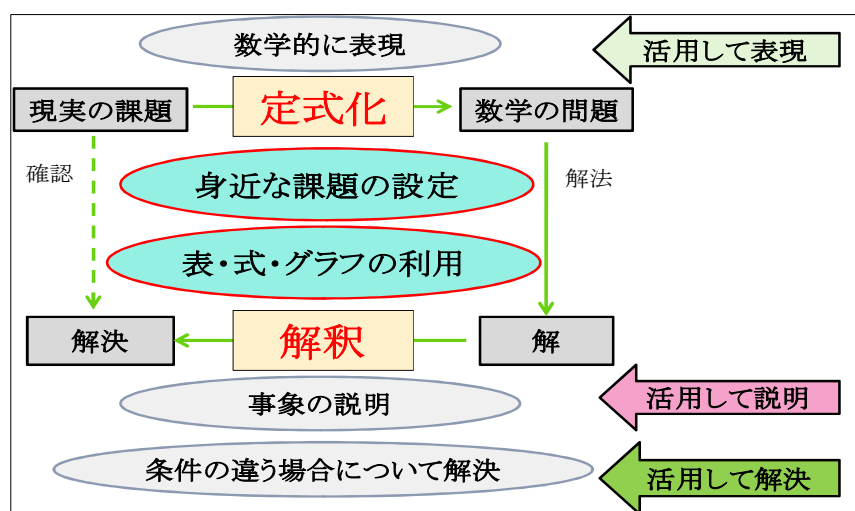 数学的に表現
活用して表現
現実の課題
定式化
数学の問題
確認
身近な課題の設定
解法
表・式・グラフの利用
解決
解釈
解
事象の説明
活用して説明
条件の違う場合について解決
活用して解決